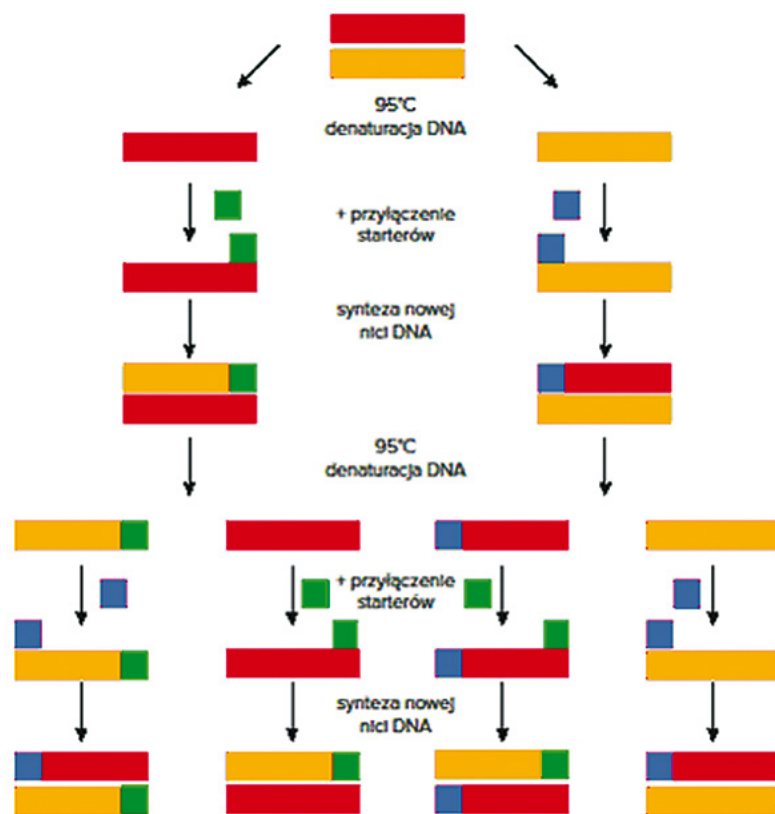 95°C
denaturacja DNA
+ przyłączenie
starterów
synteza nowej
nici DNA
95°C
denaturacja DNA
+ przyłączenie
starterów
synteza nowej
nici DNA